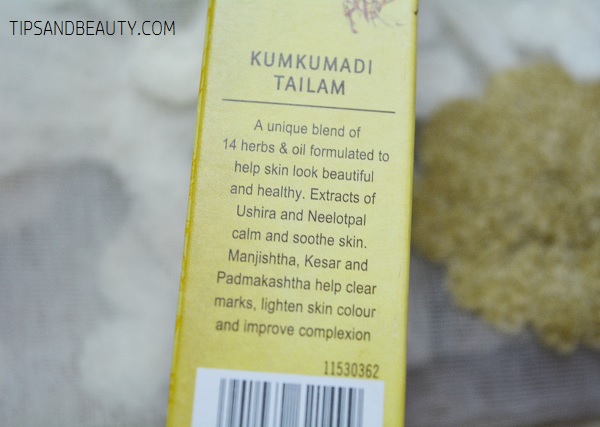 TIPSANDBEAUTY.COM
KUMKUMADI
TAILAM
A unique blend of
14 herbs & oil formulated to
help skin look beautiful
and healthy. Extracts of
Ushira and Neelotpal
calm and soothe skin.
Manjishtha, Kesar and
Padmakashtha help clear
marks, lighten skin colour
and improve complexion
11530362